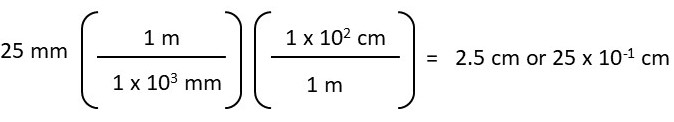 25 mm ( 1 m / 1 x 10³ mm ) ( 1 x 10² cm / 1 m ) = 2.5 cm or 25 x 10⁻¹ cm